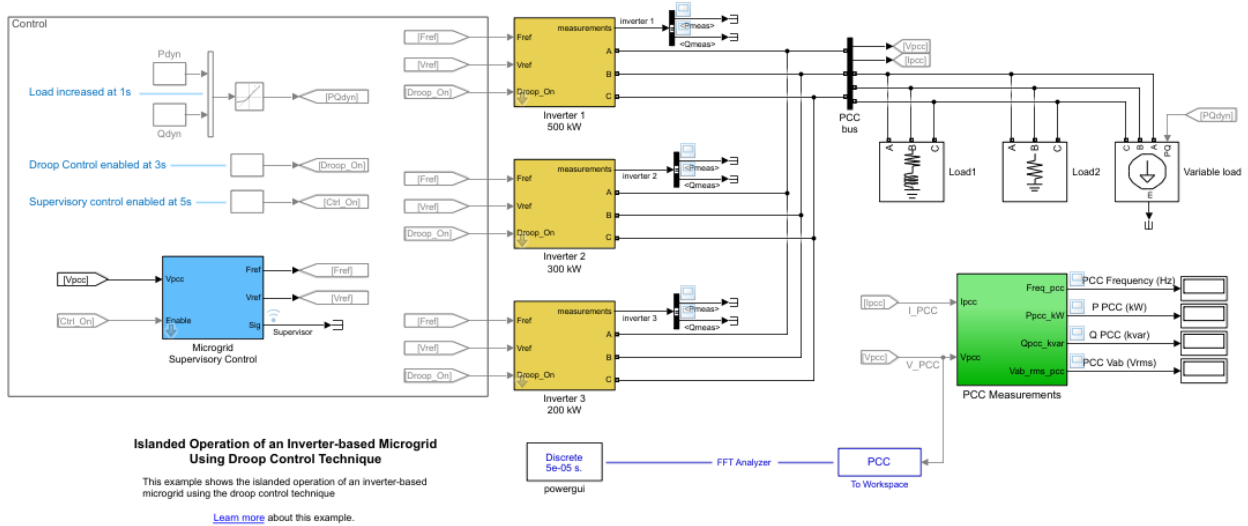 Control
Pdyn
Load increased at 1s
[PQdyn]
Qdyn
Droop Control enabled at 3s
[Droop_On]
Supervisory control enabled at 5s
[Ctrl_On]
[Vpcc]
Vpcc
Fref
[Fref]
Vref
[Vref]
[Ctrl_On]
Enable
Sig
Supervisor
Microgrid
Supervisory Control
[Fref]
Fref
measurements
inverter 1
<Pmeas>
<Qmeas>
[Vref]
Vref
A
B
[Droop_On]
Droop_On
C
Inverter 1
500 kW
[Fref]
Fref
measurements
inverter 2
<Pmeas>
<Qmeas>
[Vref]
Vref
A
B
[Droop_On]
Droop_On
C
Inverter 2
300 kW
[Fref]
Fref
measurements
inverter 3
<Pmeas>
<Qmeas>
[Vref]
Vref
A
B
[Droop_On]
Droop_On
C
Inverter 3
200 kW
[Vpcc]
[Ipcc]
PCC
bus
A B C
Load1
A B C
Load2
[PQdyn]
C B A PQ
E
Variable load
[Ipcc]
I_PCC
Ipcc
Freq_pcc
PCC Frequency (Hz)
Ppcc_kW
P PCC (kW)
Qpcc_kvar
Q PCC (kvar)
[Vpcc]
V_PCC
Vpcc
Vab_rms_pcc
PCC Vab (Vrms)
PCC Measurements
Islanded Operation of an Inverter-based Microgrid
Using Droop Control Technique
This example shows the islanded operation of an inverter-based
microgrid using the droop control technique
Learn more about this example.
Discrete
5e-05 s.
powergui
FFT Analyzer
PCC
To Workspace